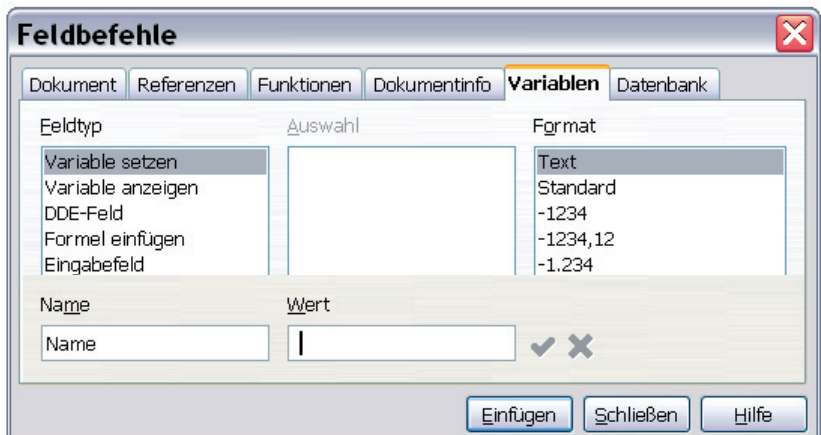 Feldbefehle
Dokument Referenzen Funktionen Dokumentinfo Variablen Datenbank
Feldtyp Auswahl Format
Variable setzen Text
Variable anzeigen Standard
DDE-Feld -1234
Formel einfügen -1234,12
Eingabefeld -1.234
Name Wert
Name
Einfügen Schließen Hilfe